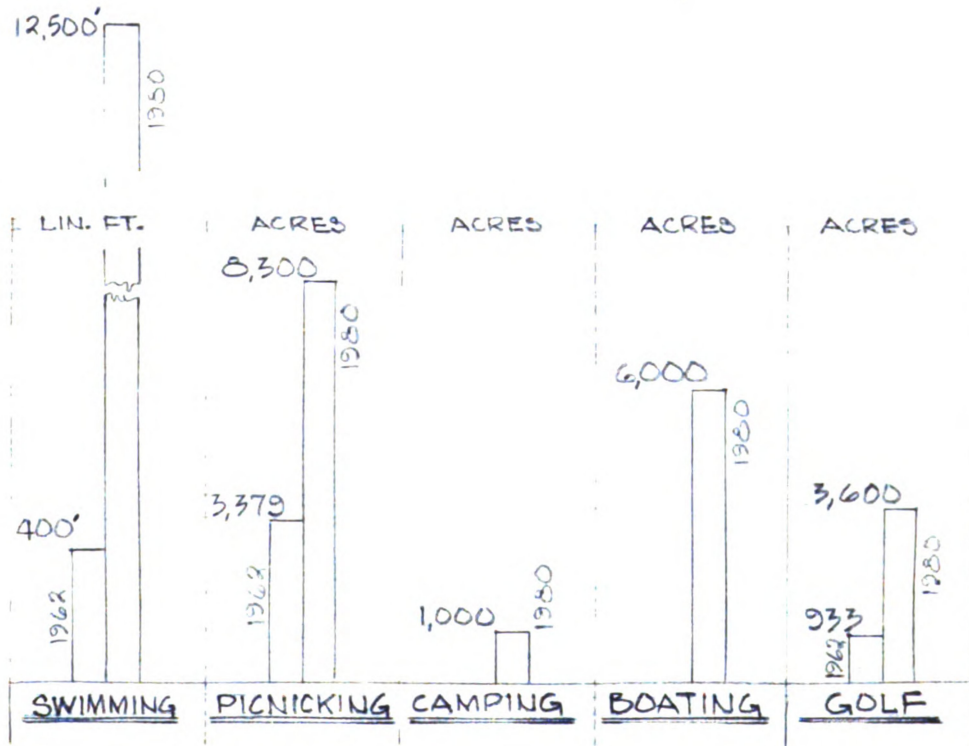 12,500'
1980
LIN. FT.
ACRES
ACRES
ACRES
ACRES
8,300
1980
6,000
1980
3,379
1962
3,600
1980
400'
1962
1,000
1980
933
1962
SWIMMING
PICNICKING
CAMPING
BOATING
GOLF